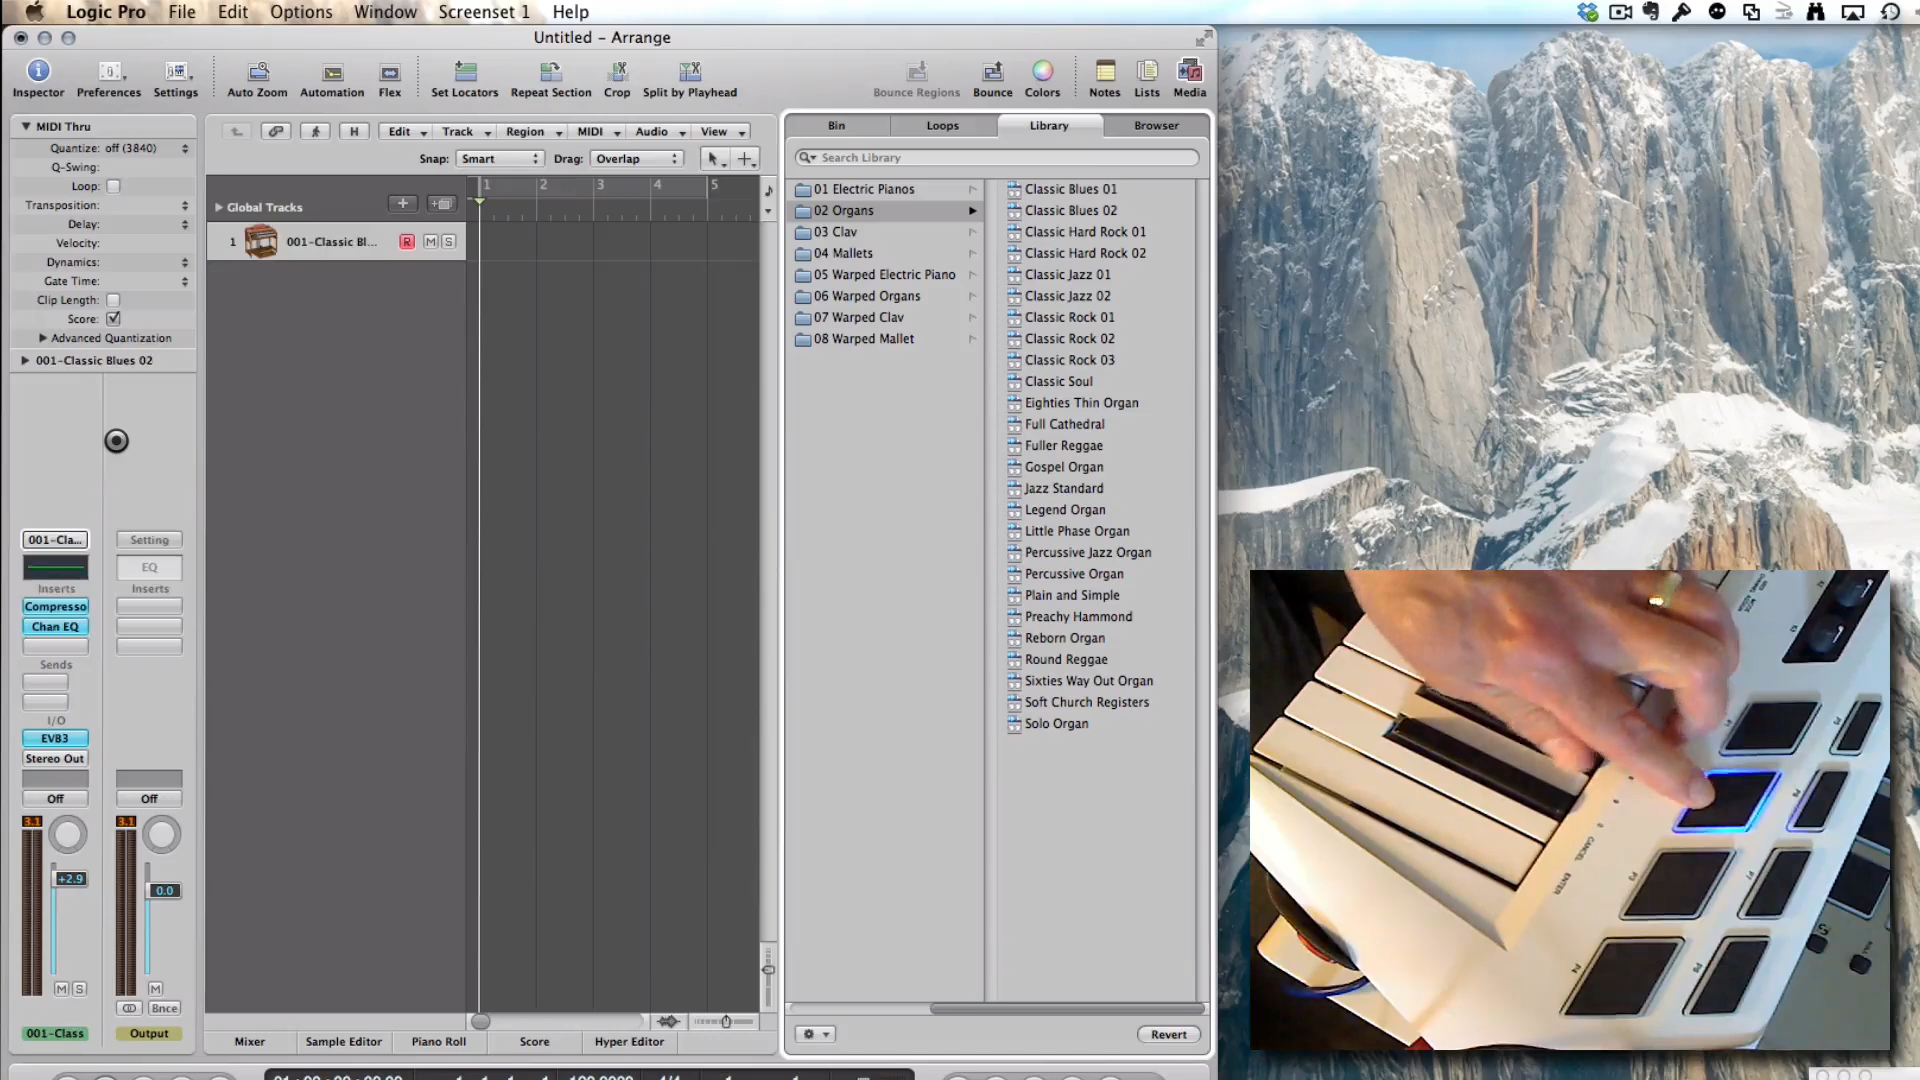 Logic Pro File Edit Options Window Screenset 1 Help
Untitled - Arrange
Inspector Preferences Settings Auto Zoom Automation Flex Set Locators Repeat Section Crop Split by Playhead Bounce Regions Bounce Colors Notes Lists Media
MIDI Thru
Quantize: off (3840)
Q-Swing:
Loop:
Transposition:
Delay:
Velocity:
Dynamics:
Gate Time:
Clip Length:
Score:
Advanced Quantization
001-Classic Blues 02
001-Cla... Setting
EQ
Inserts Inserts
Compresso
Chan EQ
Sends
I/O
EVB3
Stereo Out
Off Off
3.1 3.1
+2.9 0.0
M S M
Bnce
001-Class Output
H Edit Track Region MIDI Audio View
Snap: Smart Drag: Overlap
1 2 3 4 5
Global Tracks
1 001-Classic Bl... R M S
Mixer Sample Editor Piano Roll Score Hyper Editor
Bin Loops Library Browser
Search Library
01 Electric Pianos
02 Organs
03 Clav
04 Mallets
05 Warped Electric Piano
06 Warped Organs
07 Warped Clav
08 Warped Mallet
Classic Blues 01
Classic Blues 02
Classic Hard Rock 01
Classic Hard Rock 02
Classic Jazz 01
Classic Jazz 02
Classic Rock 01
Classic Rock 02
Classic Rock 03
Classic Soul
Eighties Thin Organ
Full Cathedral
Fuller Reggae
Gospel Organ
Jazz Standard
Legend Organ
Little Phase Organ
Percussive Jazz Organ
Percussive Organ
Plain and Simple
Preachy Hammond
Reborn Organ
Round Reggae
Sixties Way Out Organ
Soft Church Registers
Solo Organ
Revert
CANCEL
ENTER